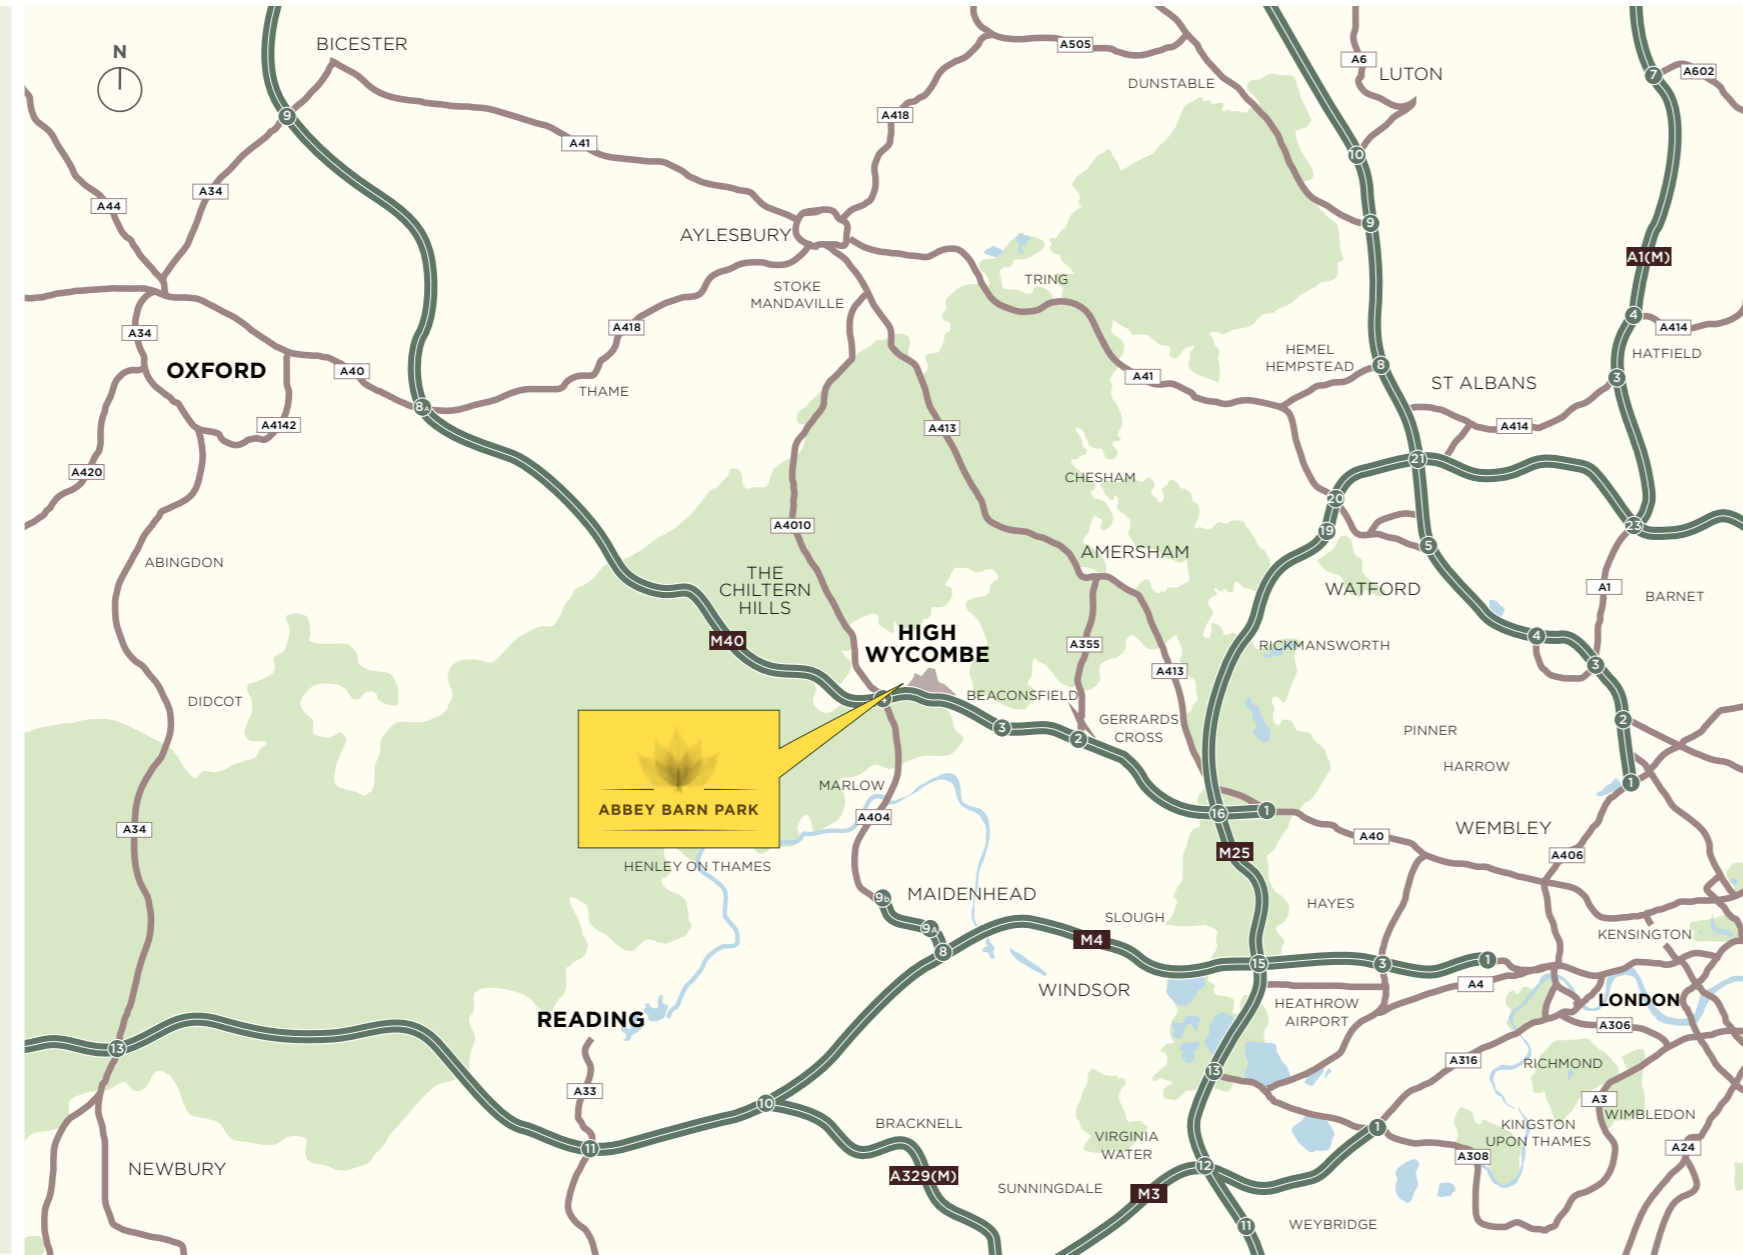 N
BICESTER
A505
A6
LUTON
7
A602
DUNSTABLE
9
A418
A41
10
A34
A44
9
AYLESBURY
A1(M)
TRING
STOKE
MANDAVILLE
A34
A418
4
A414
HEMEL
HEMPSTEAD
HATFIELD
OXFORD
A40
8
A41
3
ST ALBANS
THAME
8A
A4142
A413
A414
21
A420
CHESHAM
20
A4010
19
23
5
AMERSHAM
ABINGDON
THE
CHILTERN
HILLS
WATFORD
A1
BARNET
M40
HIGH
WYCOMBE
A355
RICKMANSWORTH
4
3
A413
DIDCOT
4
BEACONSFIELD
3
2
GERRARDS
CROSS
2
PINNER
HARROW
ABBEY BARN PARK
MARLOW
1
A404
16
1
A34
A40
WEMBLEY
M25
A406
HENLEY ON THAMES
9b
MAIDENHEAD
HAYES
SLOUGH
9A
M4
KENSINGTON
8
15
3
1
WINDSOR
A4
HEATHROW
AIRPORT
LONDON
READING
A306
13
A316
RICHMOND
13
A33
10
A3
WIMBLEDON
BRACKNELL
1
KINGSTON
UPON THAMES
VIRGINIA
WATER
11
A24
A308
NEWBURY
12
A329(M)
SUNNINGDALE
M3
11
WEYBRIDGE